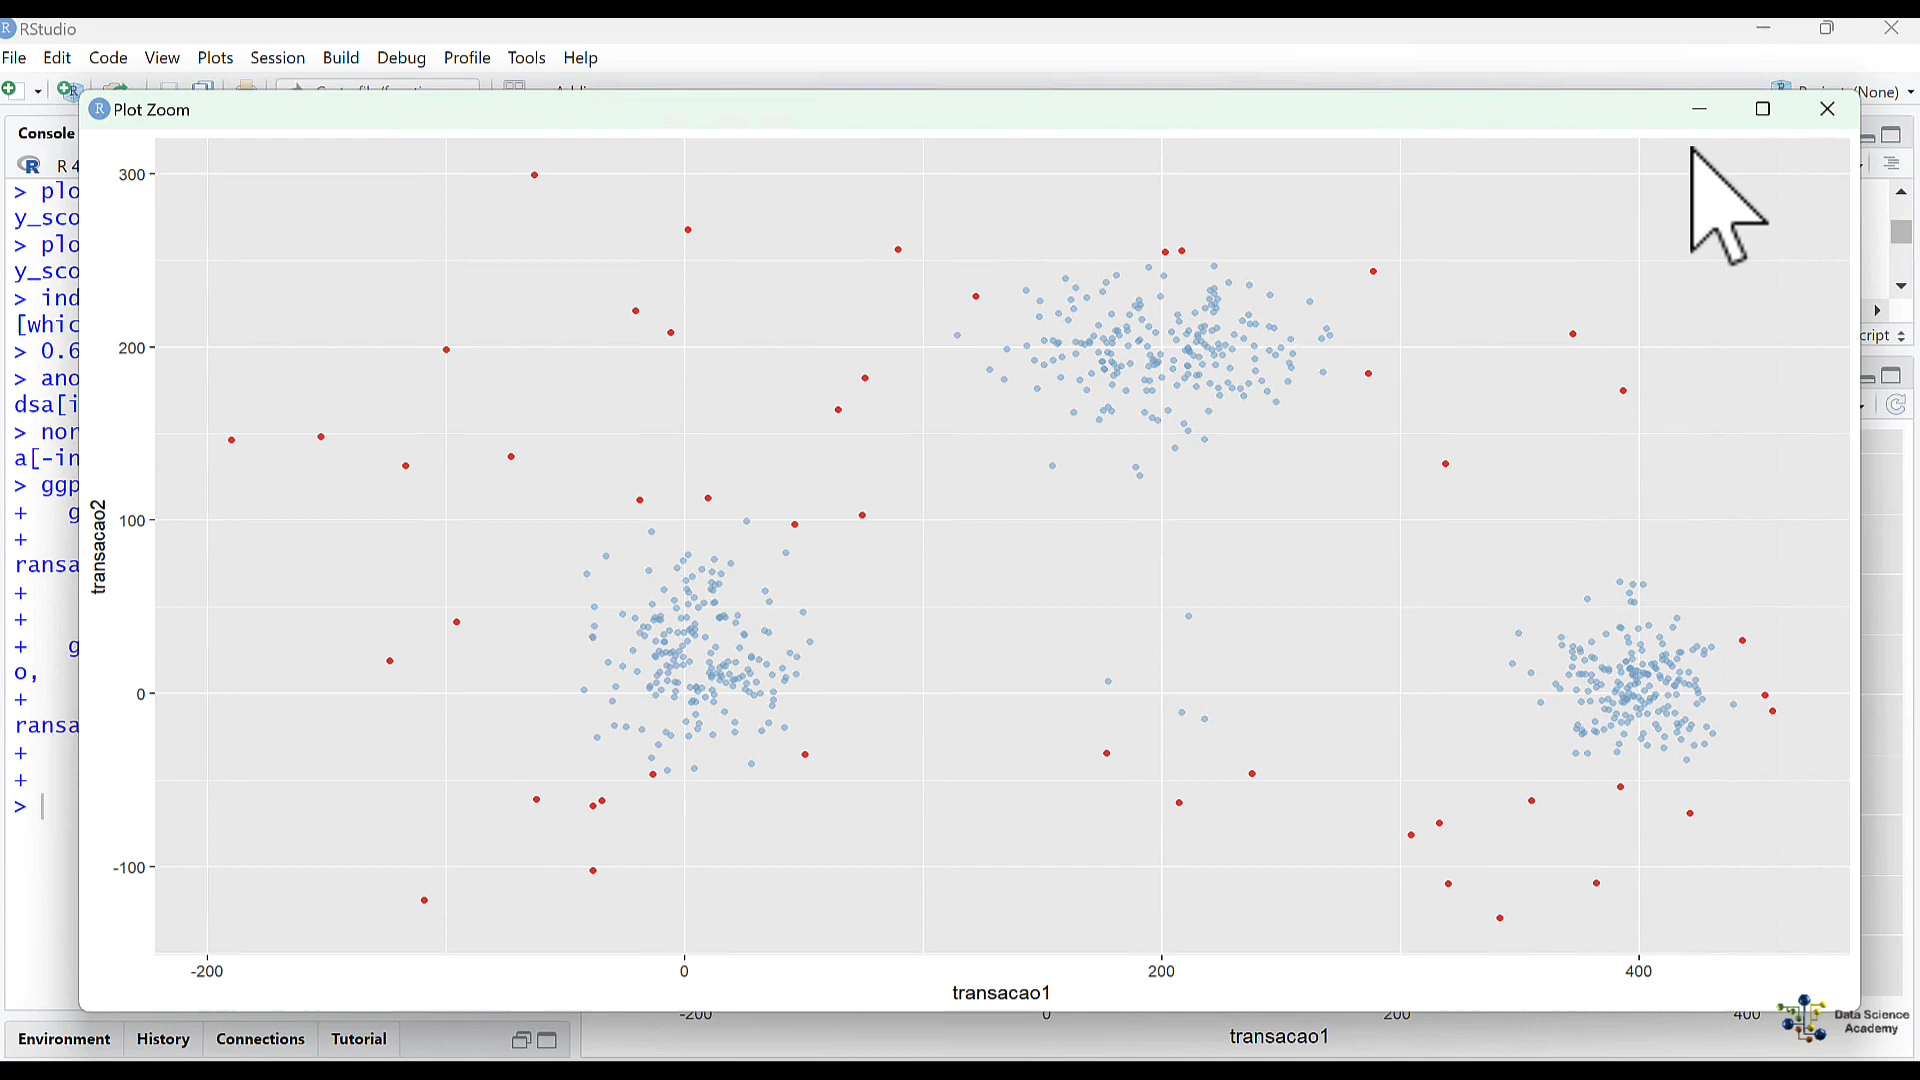 RStudio
File Edit Code View Plots Session Build Debug Profile Tools Help
(None)
Plot Zoom
Console
R 4
> plo
y_sco
> plo
y_sco
> ind
[whic
> 0.6
> ano
dsa[i
> nor
a[-in
> ggp
+ g
+
ransa
+
+
+ g
o,
+
ransa
+
+
>
cript
300
200
100
0
-100
transacao2
-200 0 200 400
transacao1
-200 0 200 400
transacao1
Environment History Connections Tutorial
Data Science
Academy